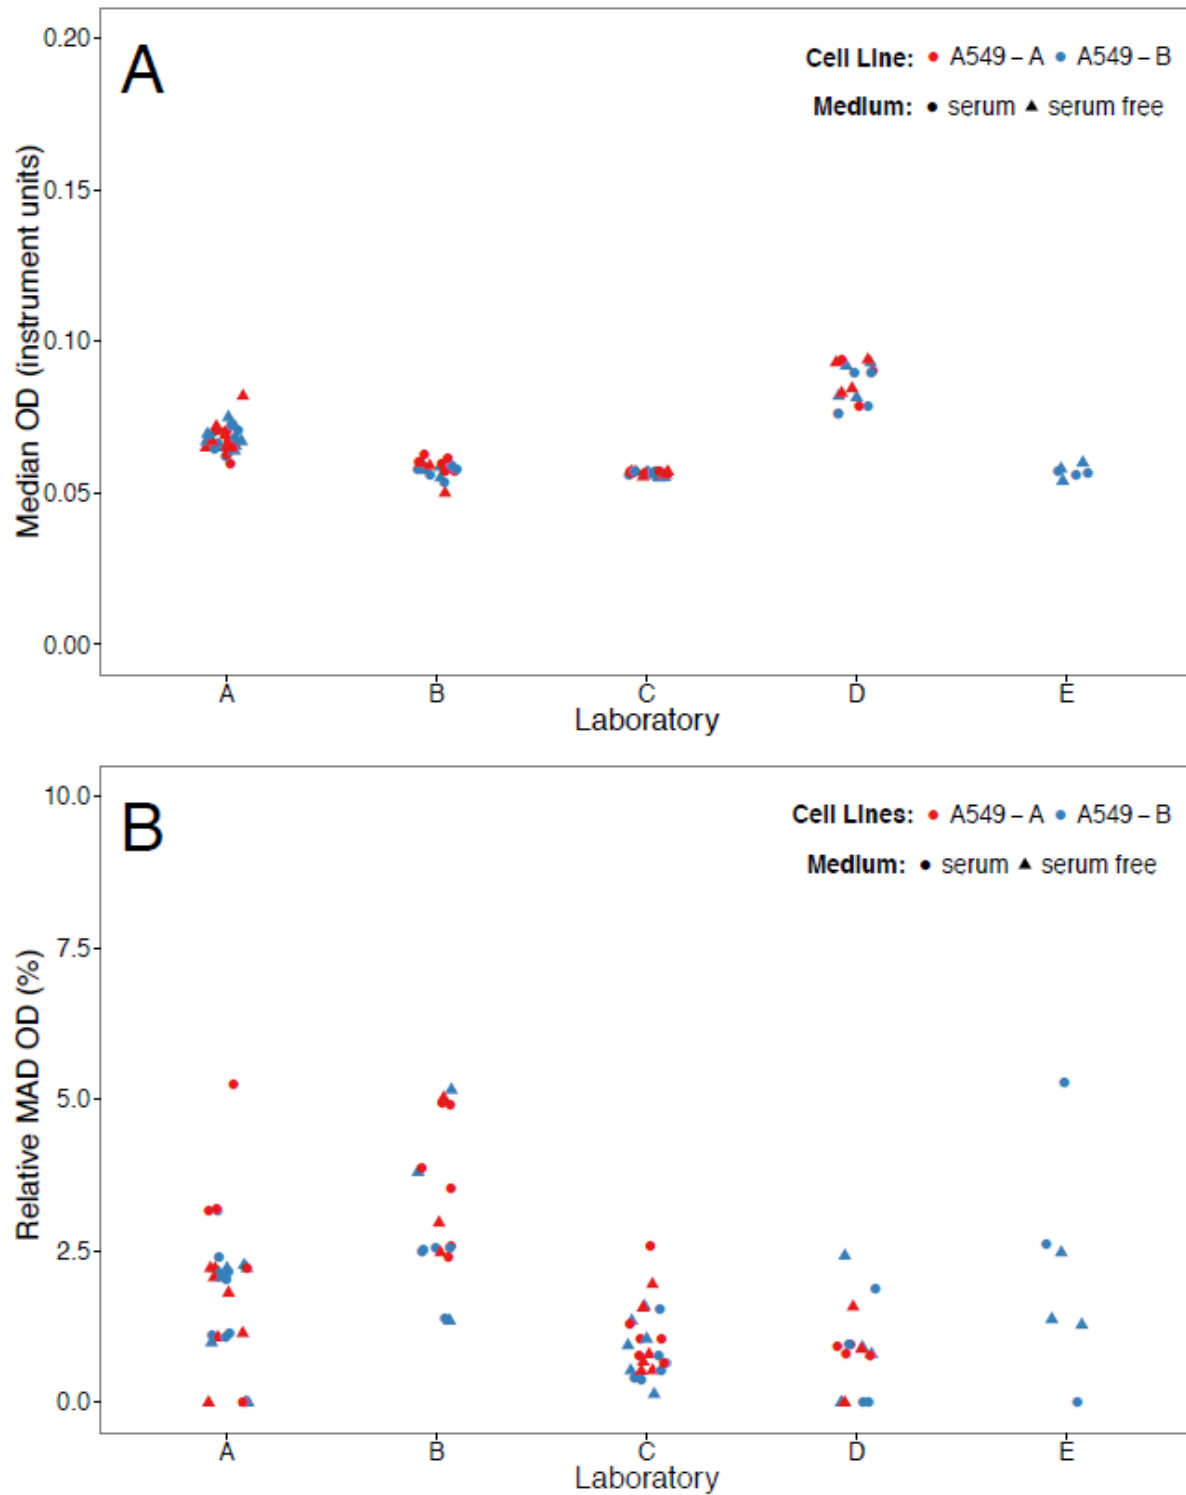 A
Cell Line: A549 – A A549 – B
Medium: serum serum free
Median OD (instrument units)
0.20
0.15
0.10
0.05
0.00
A B C D E
Laboratory
B
Cell Lines: A549 – A A549 – B
Medium: serum serum free
Relative MAD OD (%)
10.0
7.5
5.0
2.5
0.0
A B C D E
Laboratory